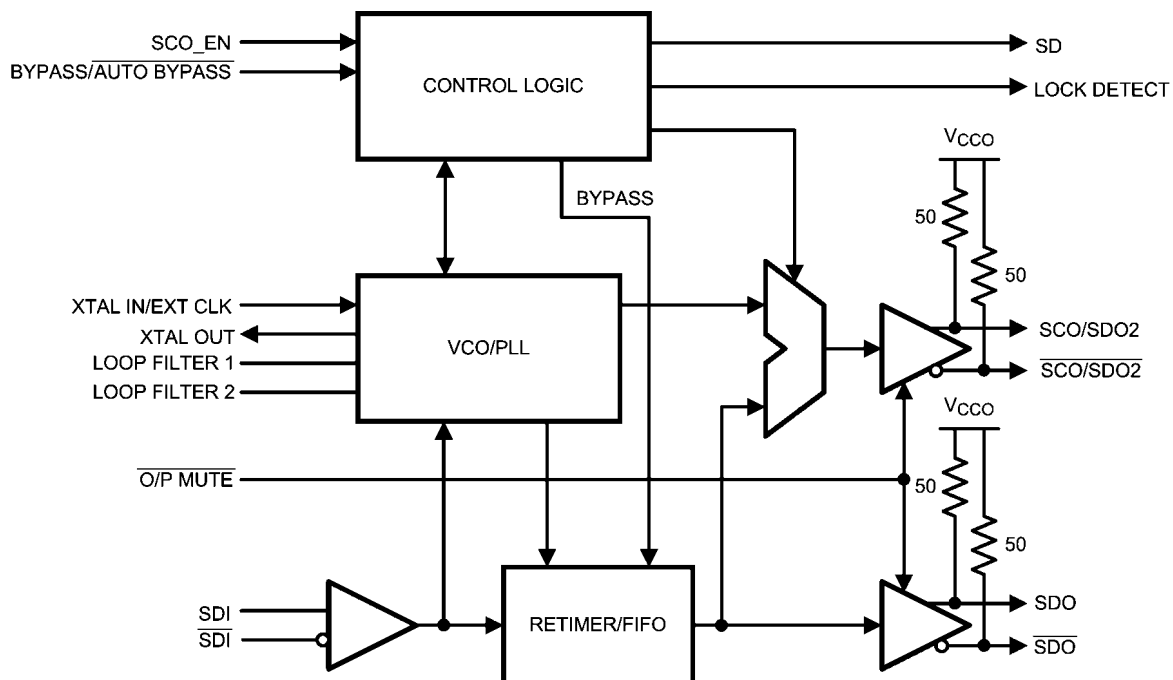 SCO_EN
BYPASS/AUTO BYPASS
CONTROL LOGIC
SD
LOCK DETECT
BYPASS
VCCO
50
50
XTAL IN/EXT CLK
XTAL OUT
LOOP FILTER 1
LOOP FILTER 2
VCO/PLL
SCO/SDO2
SCO/SDO2
VCCO
50
50
O/P MUTE
SDI
SDI
RETIMER/FIFO
SDO
SDO